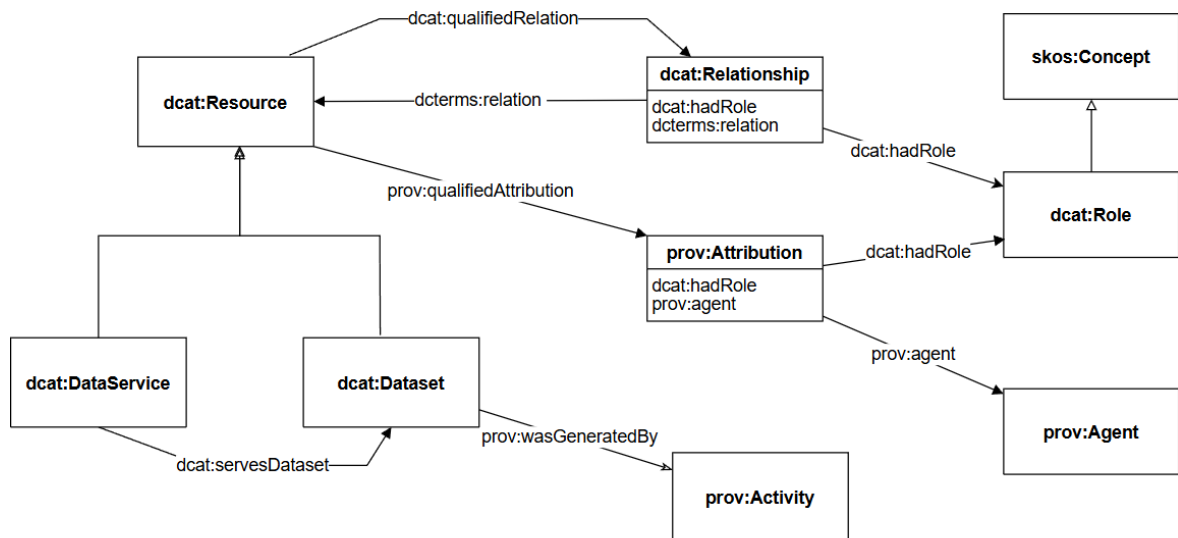 dcat:qualifiedRelation
skos:Concept
dcat:Resource
dcat:Relationship
dcterms:relation
dcat:hadRole
dcterms:relation
dcat:hadRole
prov:qualifiedAttribution
dcat:Role
prov:Attribution
dcat:hadRole
dcat:hadRole
prov:agent
prov:agent
dcat:DataService
dcat:Dataset
prov:Agent
prov:wasGeneratedBy
dcat:servesDataset
prov:Activity